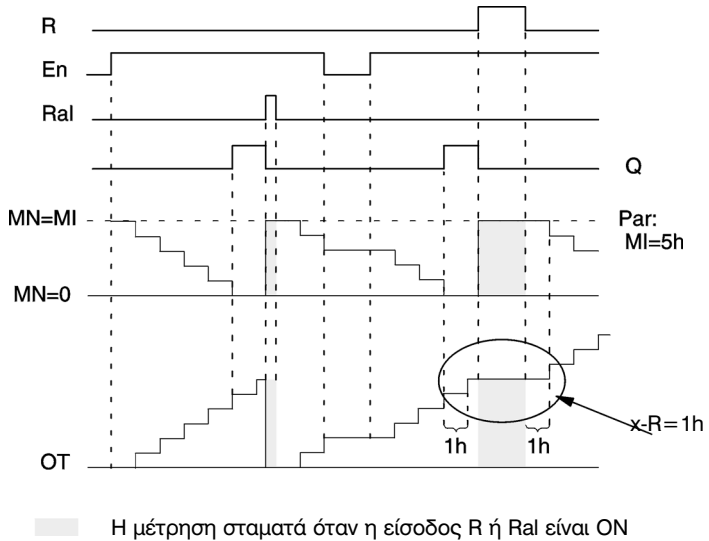 R
En
Ral
Q
MN=MI
Par:
MI=5h
MN=0
x-R=1h
1h
1h
OT
Η μέτρηση σταματά όταν η είσοδος R ή Ral είναι ON